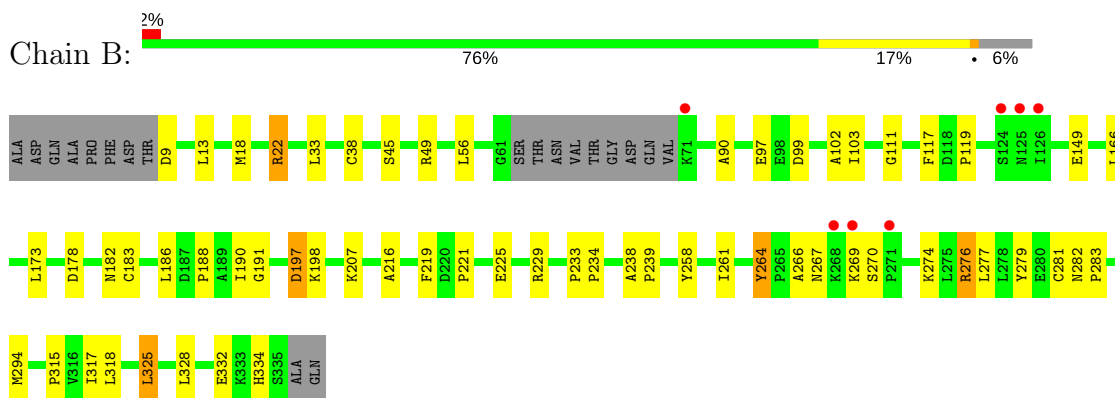 2%
Chain B:
76% 17% • 6%
ALA ASP GLN ALA PRO PHE ASP THR D9 L13 M18 R22 L33 C38 S45 R49 L56 G61 SER THR ASN VAL THR GLY ASP GLN VAL K71 A90 E97 E98 D99 A102 I103 G111 F117 D118 P119 S124 N125 I126 E149
L173 D178 N182 C183 L186 D187 P188 A189 I190 G191 D197 K198 K207 A216 F219 D220 P221 E225 R229 P233 P234 A238 P239 Y258 I261 Y264 P265 A266 N267 K268 K269 S270 P271 K274 L275 R276 L277 L278 Y279 E280 C281 N282 P283
M294 P315 V316 I317 L318 L325 L328 E332 K333 H334 S335 ALA GLN